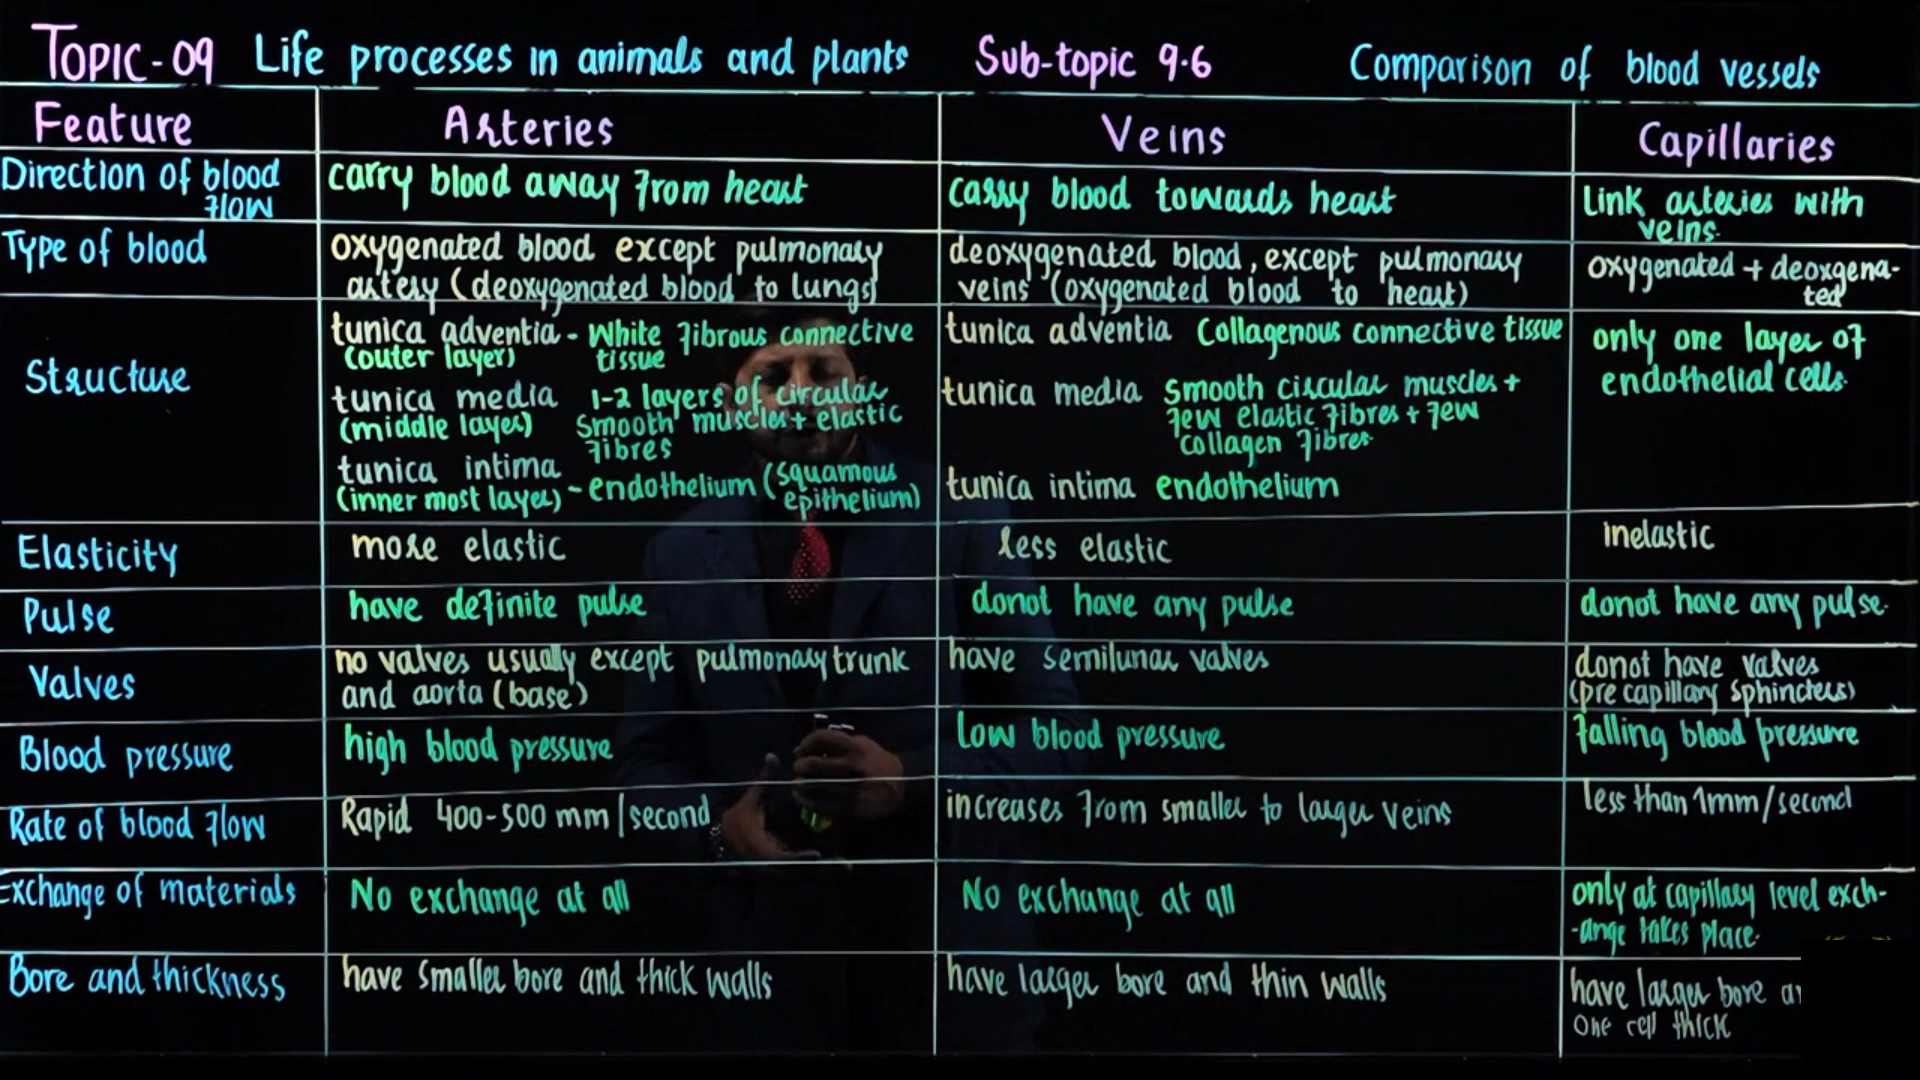 TOPIC-09 Life processes in animals and plants Sub-topic 9.6 Comparison of blood vessels
Feature
Arteries
Veins
Capillaries
Direction of blood
flow
carry blood away from heart
carry blood towards heart
Link arteries with
veins.
Type of blood
oxygenated blood except pulmonary
artery (deoxygenated blood to lungs)
deoxygenated blood, except pulmonary
veins (oxygenated blood to heart)
oxygenated + deoxgena-
ted
Structure
tunica adventia - White fibrous connective
(outer layer) tissue
tunica media 1-2 layers of circular
(middle layer) Smooth muscles + elastic
fibres
tunica intima
(inner most layer) - endothelium (squamous
epithelium)
tunica adventia Collagenous connective tissue
tunica media Smooth circular muscles +
few elastic fibres + few
collagen fibres.
tunica intima endothelium
only one layer of
endothelial cells.
Elasticity
more elastic
less elastic
inelastic
Pulse
have definite pulse
donot have any pulse
donot have any pulse.
Valves
no valves usually except pulmonary trunk
and aorta (base)
have semilunar valves
donot have valves
(pre capillary sphincters)
Blood pressure
high blood pressure
Low blood pressure
falling blood pressure
Rate of blood flow
Rapid 400-500 mm/second
increases from smaller to larger veins
less than 1mm/second
Exchange of materials
No exchange at all
No exchange at all
only at capillary level exch-
-ange takes place.
Bore and thickness
have smaller bore and thick walls
have larger bore and thin walls
have larger bore
one cell thick